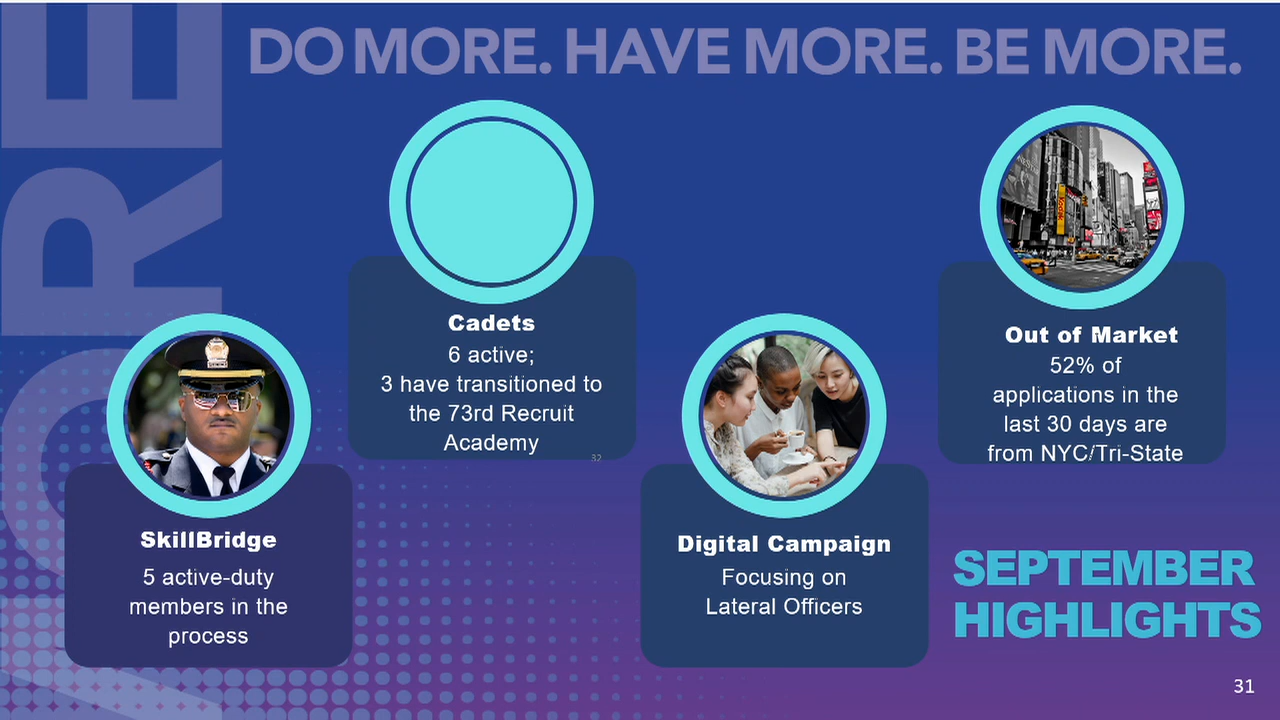 DO MORE. HAVE MORE. BE MORE.
ORE
Cadets
6 active;
3 have transitioned to
the 73rd Recruit
Academy
32
Out of Market
52% of
applications in the
last 30 days are
from NYC/Tri-State
SkillBridge
5 active-duty
members in the
process
Digital Campaign
Focusing on
Lateral Officers
SEPTEMBER
HIGHLIGHTS
31